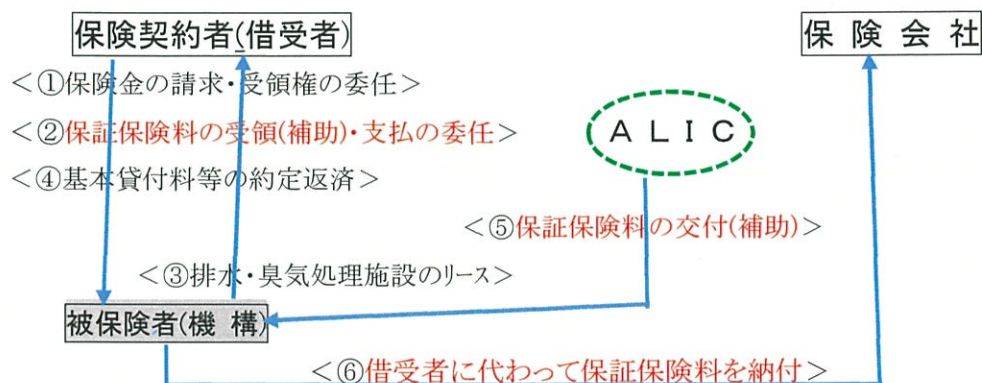 保険契約者(借受者)
保 険 会 社
<①保険金の請求・受領権の委任>
<②保証保険料の受領(補助)・支払の委任>
ALIC
<④基本貸付料等の約定返済>
<⑤保証保険料の交付(補助)>
<③排水・臭気処理施設のリース>
被保険者(機 構)
<⑥借受者に代わって保証保険料を納付>